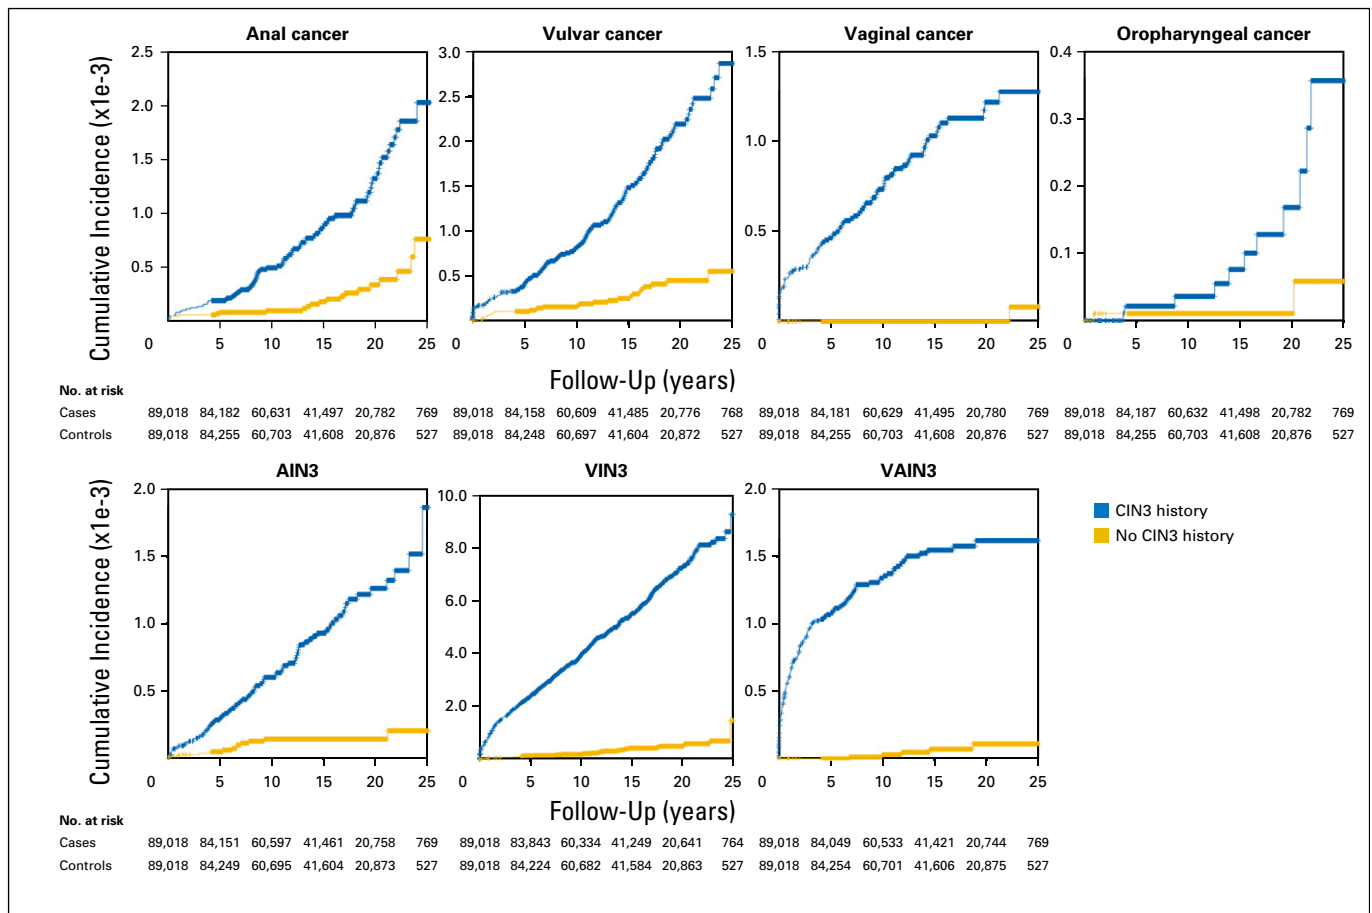 Anal cancer Vulvar cancer Vaginal cancer Oropharyngeal cancer
Cumulative Incidence (x1e-3)
2.5 3.0 1.5 0.4
2.5
2.0 2.0 1.0 0.3
1.5 1.5 0.2
1.0 1.0 0.5 0.1
0.5 0.5
0 0 0 0
0 5 10 15 20 25 0 5 10 15 20 25 0 5 10 15 20 25 0 5 10 15 20 25
Follow-Up (years)
No. at risk
Cases 89,018 84,182 60,631 41,497 20,782 769 89,018 84,158 60,609 41,485 20,776 768 89,018 84,181 60,629 41,495 20,780 769 89,018 84,187 60,632 41,498 20,782 769
Controls 89,018 84,255 60,703 41,608 20,876 527 89,018 84,248 60,697 41,604 20,872 527 89,018 84,255 60,703 41,608 20,876 527 89,018 84,255 60,703 41,608 20,876 527
AIN3 VIN3 VAIN3
Cumulative Incidence (x1e-3)
2.0 10.0 2.0
1.5 8.0 1.5
6.0
1.0 4.0 1.0
0.5 2.0 0.5
0 0 0
0 5 10 15 20 25 0 5 10 15 20 25 0 5 10 15 20 25
CIN3 history
No CIN3 history
Follow-Up (years)
No. at risk
Cases 89,018 84,151 60,597 41,461 20,758 769 89,018 83,843 60,334 41,249 20,641 764 89,018 84,049 60,533 41,421 20,744 769
Controls 89,018 84,249 60,695 41,604 20,873 527 89,018 84,224 60,682 41,584 20,863 527 89,018 84,254 60,701 41,606 20,875 527